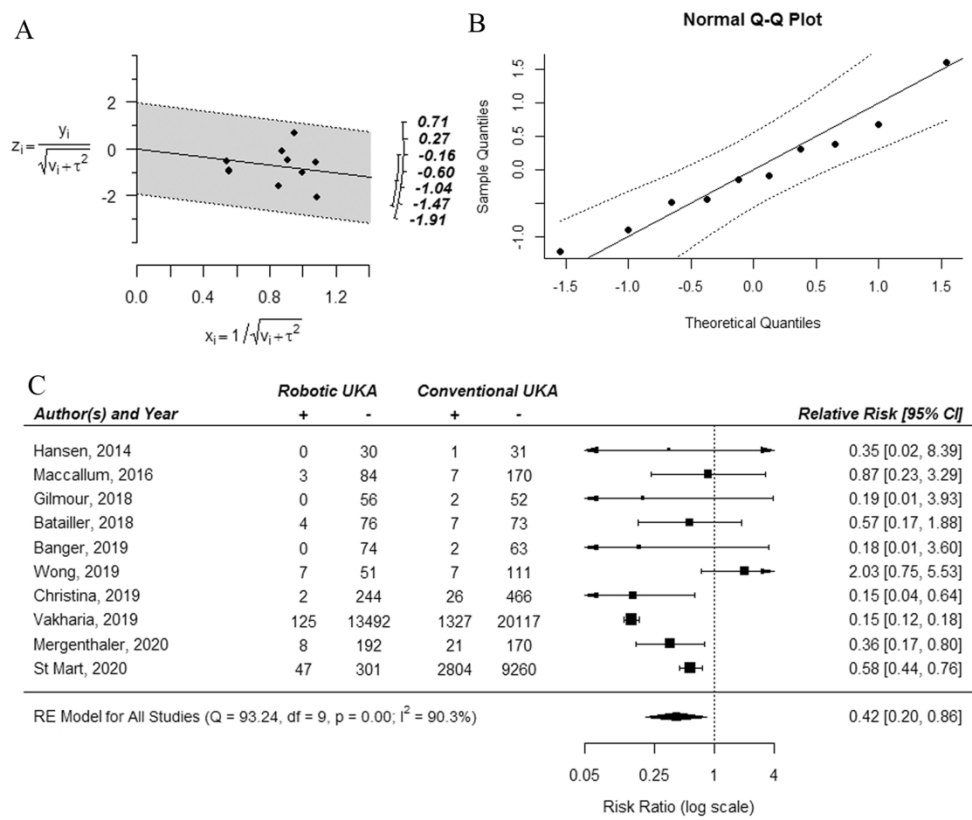 A
4
2
0
-2
z_i = y_i / √(v_i + τ²)
0.71
0.27
-0.16
-0.60
-1.04
-1.47
-1.91
0.0 0.4 0.8 1.2
x_i = 1 / √(v_i + τ²)
B
Normal Q-Q Plot
Sample Quantiles
1.5
0.5
0.0
-1.0
-1.5 -1.0 -0.5 0.0 0.5 1.0 1.5
Theoretical Quantiles
C
Robotic UKA Conventional UKA
Author(s) and Year + - + - Relative Risk [95% CI]
Hansen, 2014 0 30 1 31 0.35 [0.02, 8.39]
Maccallum, 2016 3 84 7 170 0.87 [0.23, 3.29]
Gilmour, 2018 0 56 2 52 0.19 [0.01, 3.93]
Batailler, 2018 4 76 7 73 0.57 [0.17, 1.88]
Banger, 2019 0 74 2 63 0.18 [0.01, 3.60]
Wong, 2019 7 51 7 111 2.03 [0.75, 5.53]
Christina, 2019 2 244 26 466 0.15 [0.04, 0.64]
Vakharia, 2019 125 13492 1327 20117 0.15 [0.12, 0.18]
Mergenthaler, 2020 8 192 21 170 0.36 [0.17, 0.80]
St Mart, 2020 47 301 2804 9260 0.58 [0.44, 0.76]
RE Model for All Studies (Q = 93.24, df = 9, p = 0.00; I² = 90.3%) 0.42 [0.20, 0.86]
0.05 0.25 1 4
Risk Ratio (log scale)